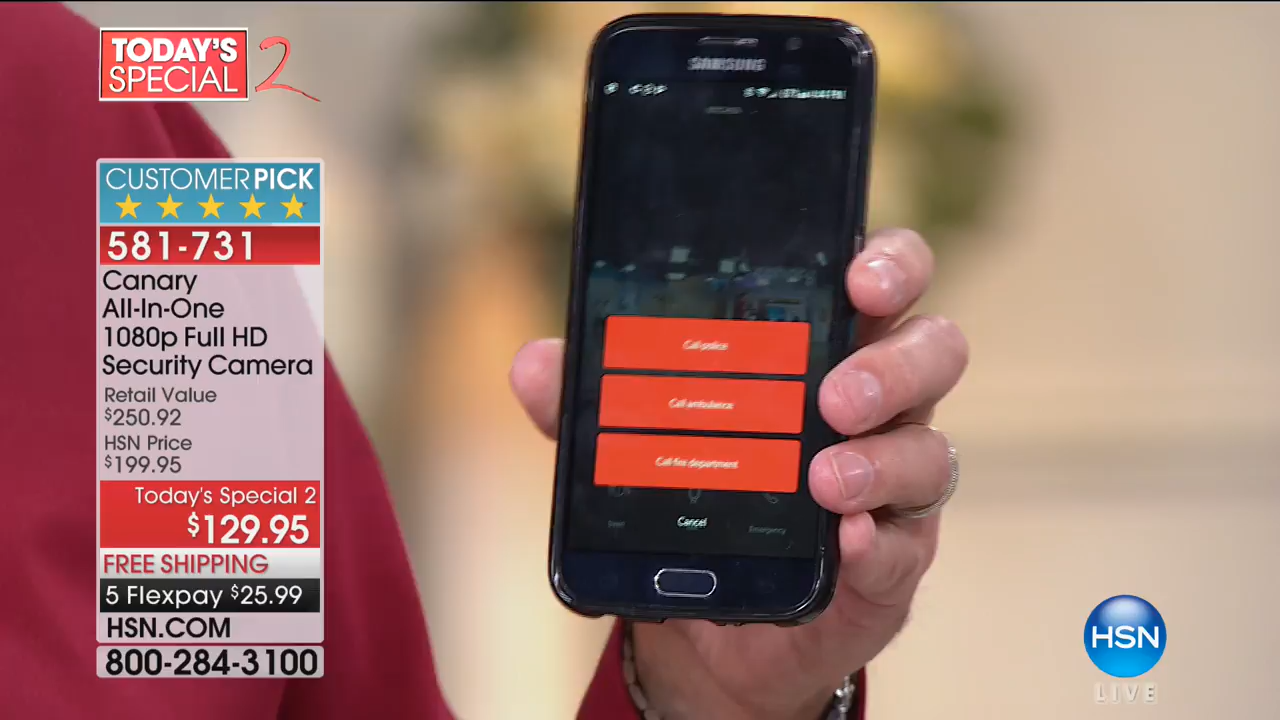 TODAY'S
SPECIAL 2
CUSTOMER PICK
581-731
Canary
All-In-One
1080p Full HD
Security Camera
Retail Value
$250.92
HSN Price
$199.95
Today's Special 2
$129.95
FREE SHIPPING
5 Flexpay $25.99
HSN.COM
800-284-3100
SAMSUNG
Call police
Call ambulance
Call fire department
Cancel
Emergency
HSN
LIVE